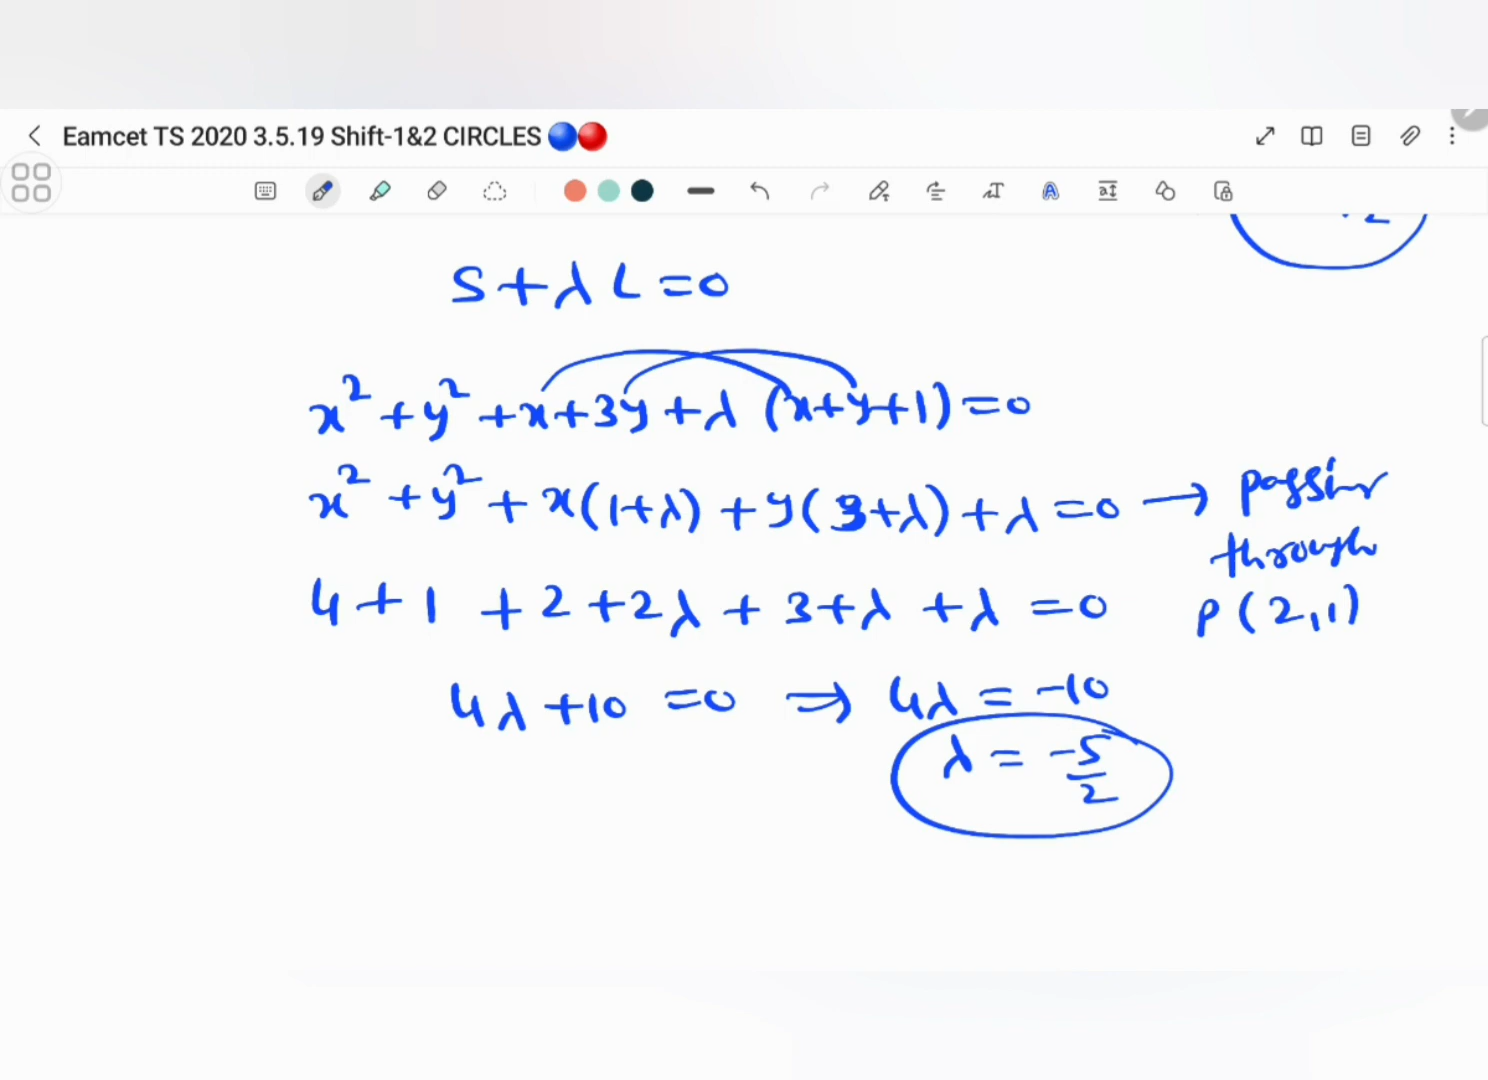 Eamcet TS 2020 3.5.19 Shift-1&2 CIRCLES 🔵🔴
S+λL=0
x²+y²+x+3y+λ(x+y+1)=0
x²+y²+x(1+λ)+y(3+λ)+λ=0 → passing
through
4+1+2+2λ+3+λ+λ=0 P(2,1)
4λ+10=0 ⇒ 4λ=-10
λ=-5/2